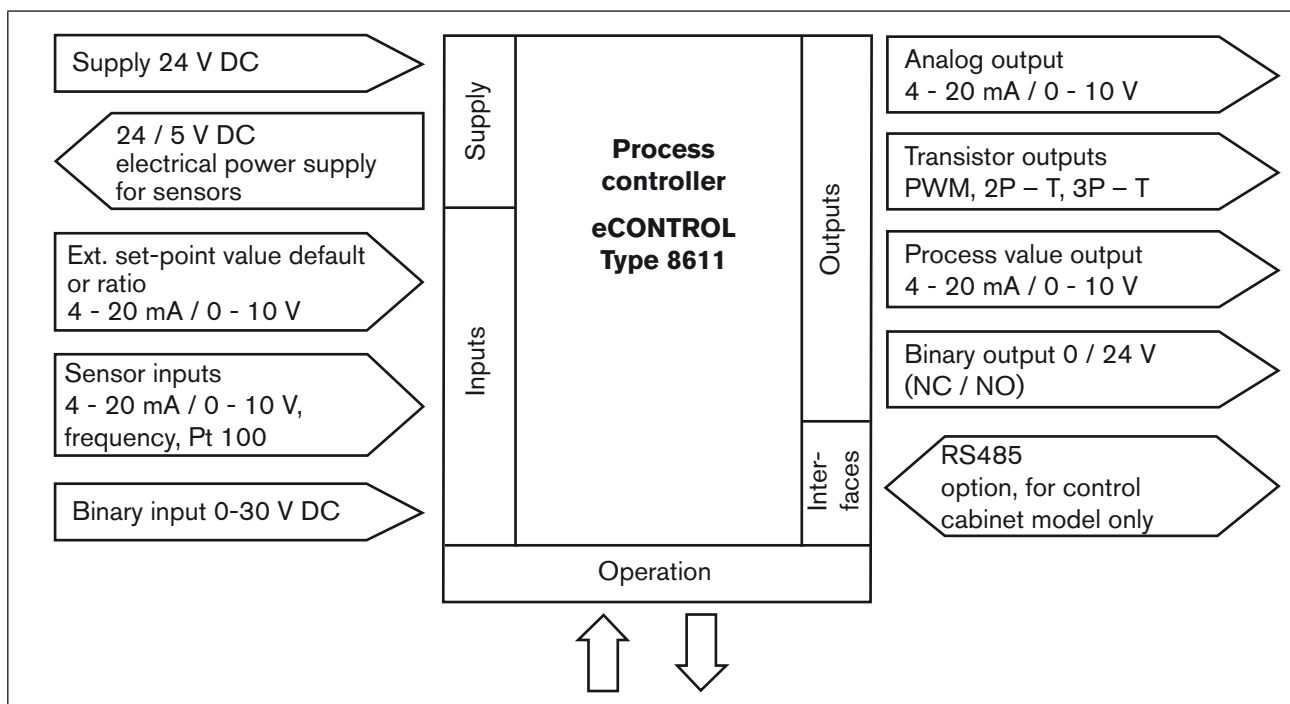 Supply 24 V DC
24 / 5 V DC
electrical power supply
for sensors
Ext. set-point value default
or ratio
4 - 20 mA / 0 - 10 V
Sensor inputs
4 - 20 mA / 0 - 10 V,
frequency, Pt 100
Binary input 0-30 V DC
Supply
Inputs
Process
controller
eCONTROL
Type 8611
Outputs
Inter-
faces
Operation
Analog output
4 - 20 mA / 0 - 10 V
Transistor outputs
PWM, 2P – T, 3P – T
Process value output
4 - 20 mA / 0 - 10 V
Binary output 0 / 24 V
(NC / NO)
RS485
option, for control
cabinet model only